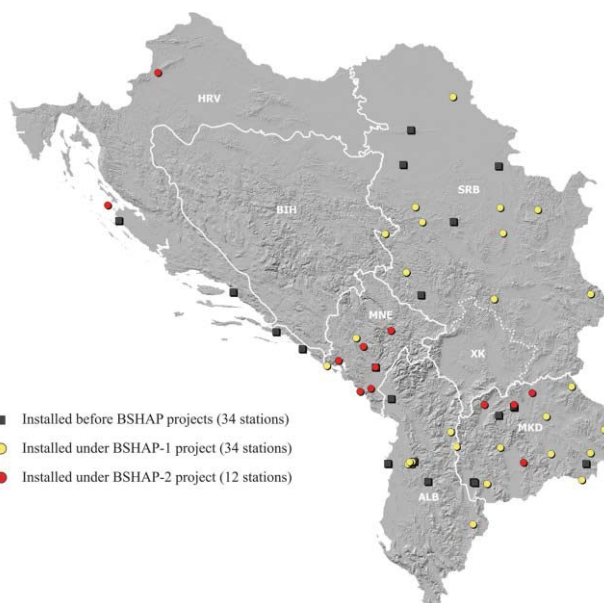 HRV
SRB
BIH
MNE
XK
Installed before BSHAP projects (34 stations)
Installed under BSHAP-1 project (34 stations)
MKD
Installed under BSHAP-2 project (12 stations)
ALB